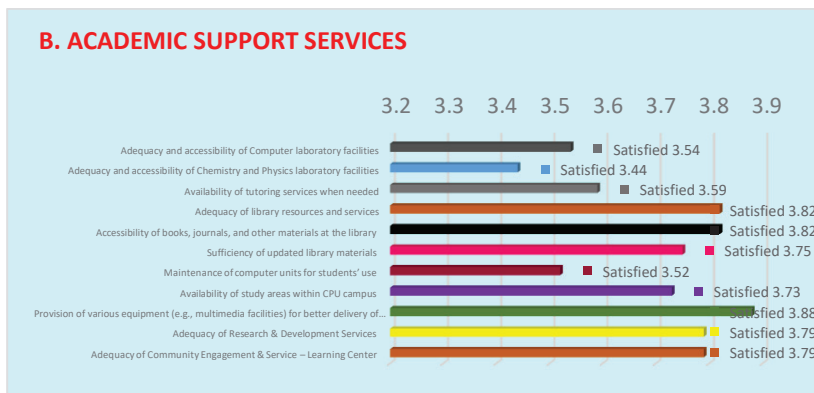 B. ACADEMIC SUPPORT SERVICES
3.2 3.3 3.4 3.5 3.6 3.7 3.8 3.9
Adequacy and accessibility of Computer laboratory facilities Satisfied 3.54
Adequacy and accessibility of Chemistry and Physics laboratory facilities Satisfied 3.44
Availability of tutoring services when needed Satisfied 3.59
Adequacy of library resources and services Satisfied 3.82
Accessibility of books, journals, and other materials at the library Satisfied 3.82
Sufficiency of updated library materials Satisfied 3.75
Maintenance of computer units for students' use Satisfied 3.52
Availability of study areas within CPU campus Satisfied 3.73
Provision of various equipment (e.g., multimedia facilities) for better delivery of… Satisfied 3.88
Adequacy of Research & Development Services Satisfied 3.79
Adequacy of Community Engagement & Service – Learning Center Satisfied 3.79